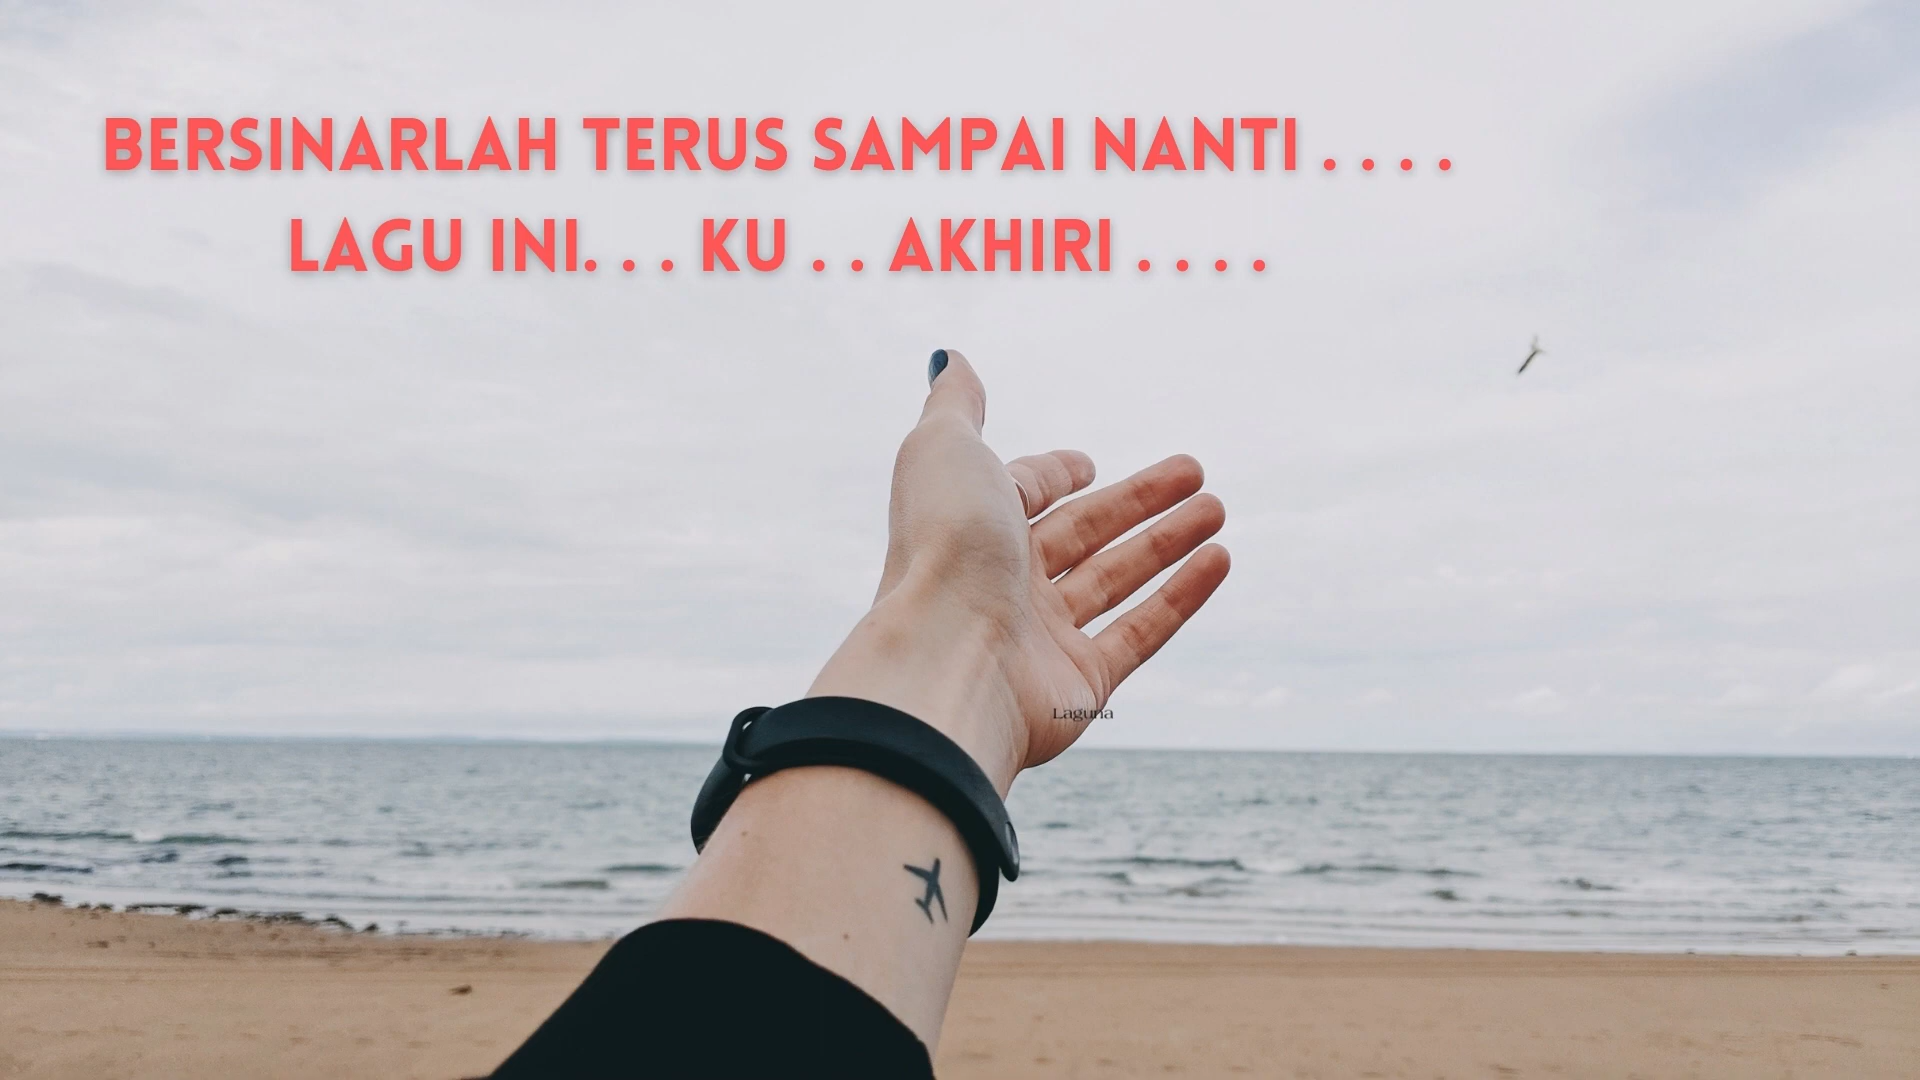 BERSINARLAH TERUS SAMPAI NANTI . . . .
LAGU INI. . . KU . . AKHIRI . . . .
Laguna